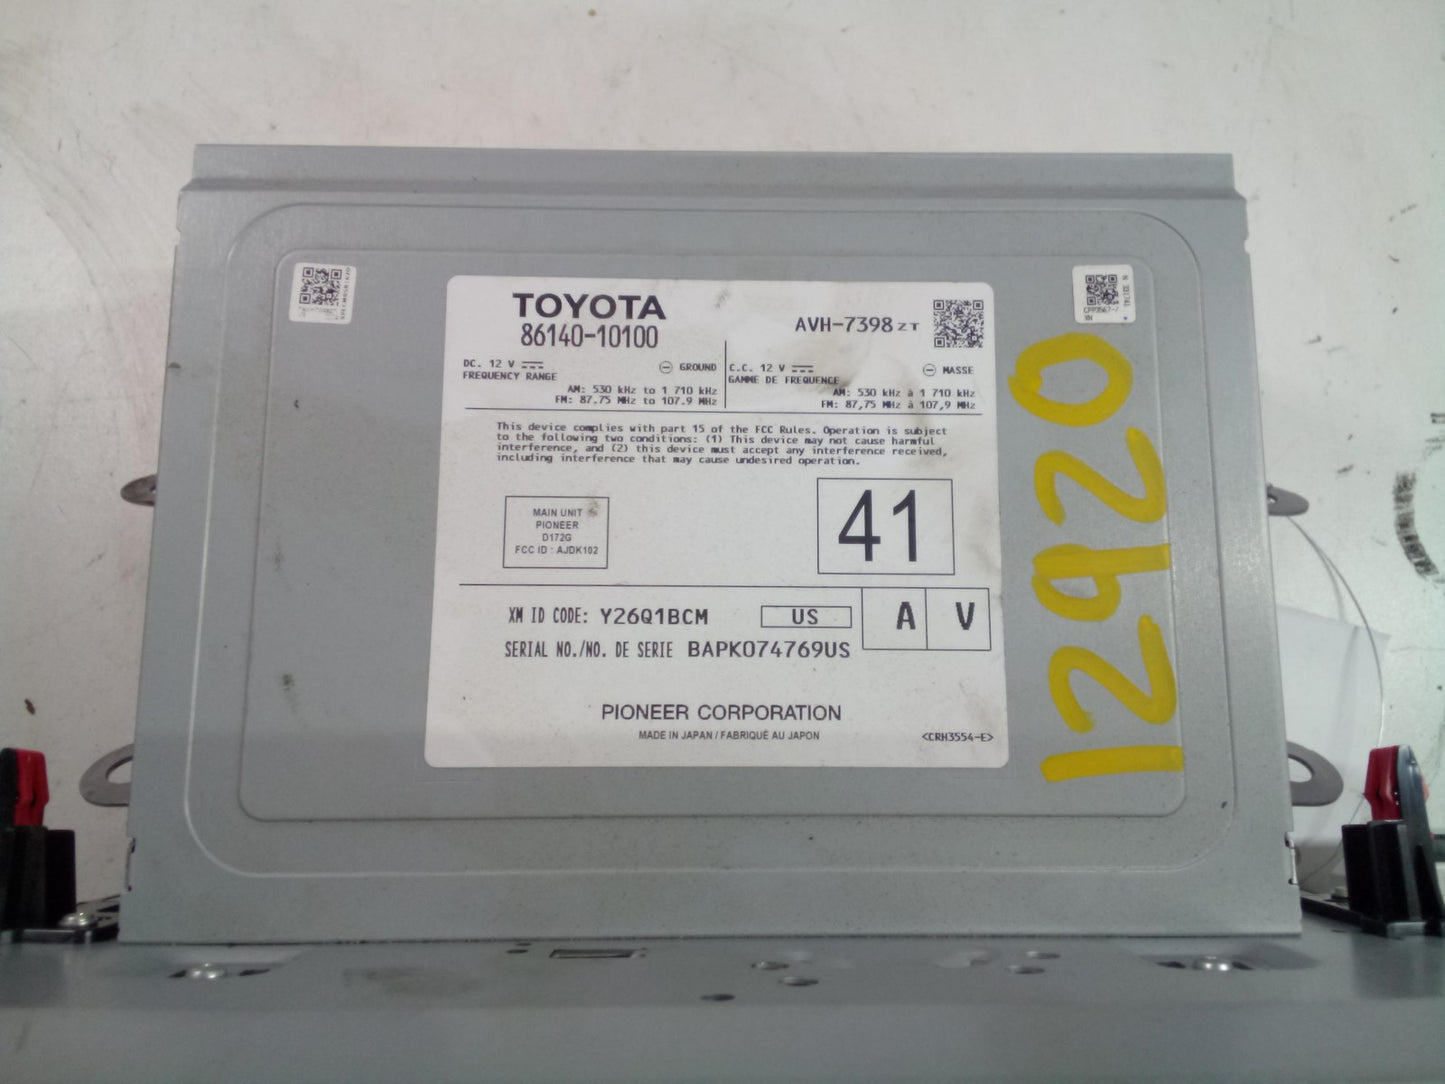 TOYOTA
86140-10100
AVH-7398 ZT
DC. 12 V
GROUND
FREQUENCY RANGE
AM: 530 kHz to 1 710 kHz
FM: 87.75 MHz to 107.9 MHz
C.C. 12 V
MASSE
GAMME DE FREQUENCE
AM: 530 kHz à 1 710 kHz
FM: 87,75 MHz à 107,9 MHz
This device complies with part 15 of the FCC Rules. Operation is subject
to the following two conditions: (1) This device may not cause harmful
interference, and (2) this device must accept any interference received,
including interference that may cause undesired operation.
MAIN UNIT
PIONEER
D172G
FCC ID : AJDK102
41
XM ID CODE: Y26Q1BCM
US
A V
SERIAL NO./NO. DE SERIE BAPK074769US
PIONEER CORPORATION
MADE IN JAPAN / FABRIQUÉ AU JAPON
<CRH3554-E>
12920